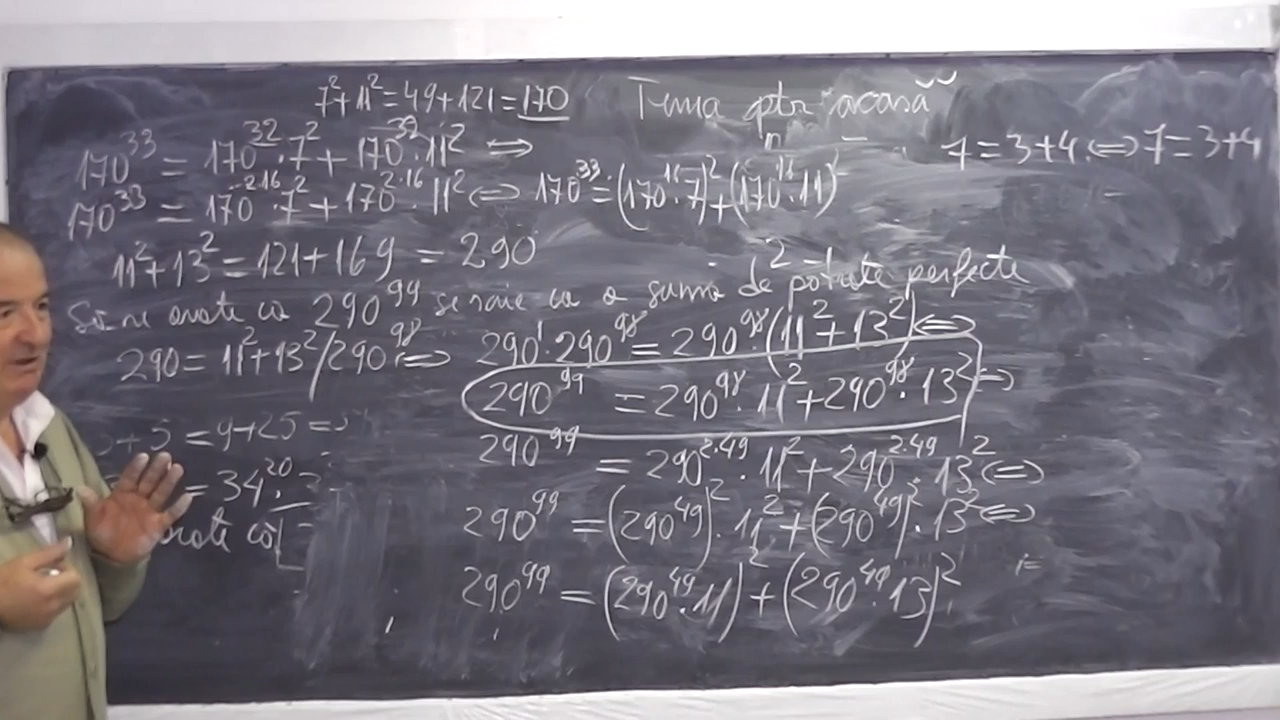 7²+11²=49+121=170
Tema ptr acasă
170³³ = 170³²·7²+170³²·11² ⇔
7=3+4 ⇔ 7=3+4
170³³ = 170²·¹⁶·7²+170²·¹⁶·11² ⇔ 170³³=(170¹⁶·7)²+(170¹⁶·11)²
11²+13²=121+169=290
Să se arate că 290⁹⁹ se scrie ca o sumă de 2 pătrate perfecte
290=11²+13²/290⁹⁸ ⇔ 290¹·290⁹⁸=290⁹⁸·(11²+13²) ⇔
290⁹⁹=290⁹⁸·11²+290⁹⁸·13² ⇔
+5=9+25=
290⁹⁹=290²·⁴⁹·11²+290²·⁴⁹·13² ⇔
=34²⁰·
290⁹⁹=(290⁴⁹)²·11²+(290⁴⁹)²·13² ⇔
arate că
290⁹⁹=(290⁴⁹·11)²+(290⁴⁹·13)²